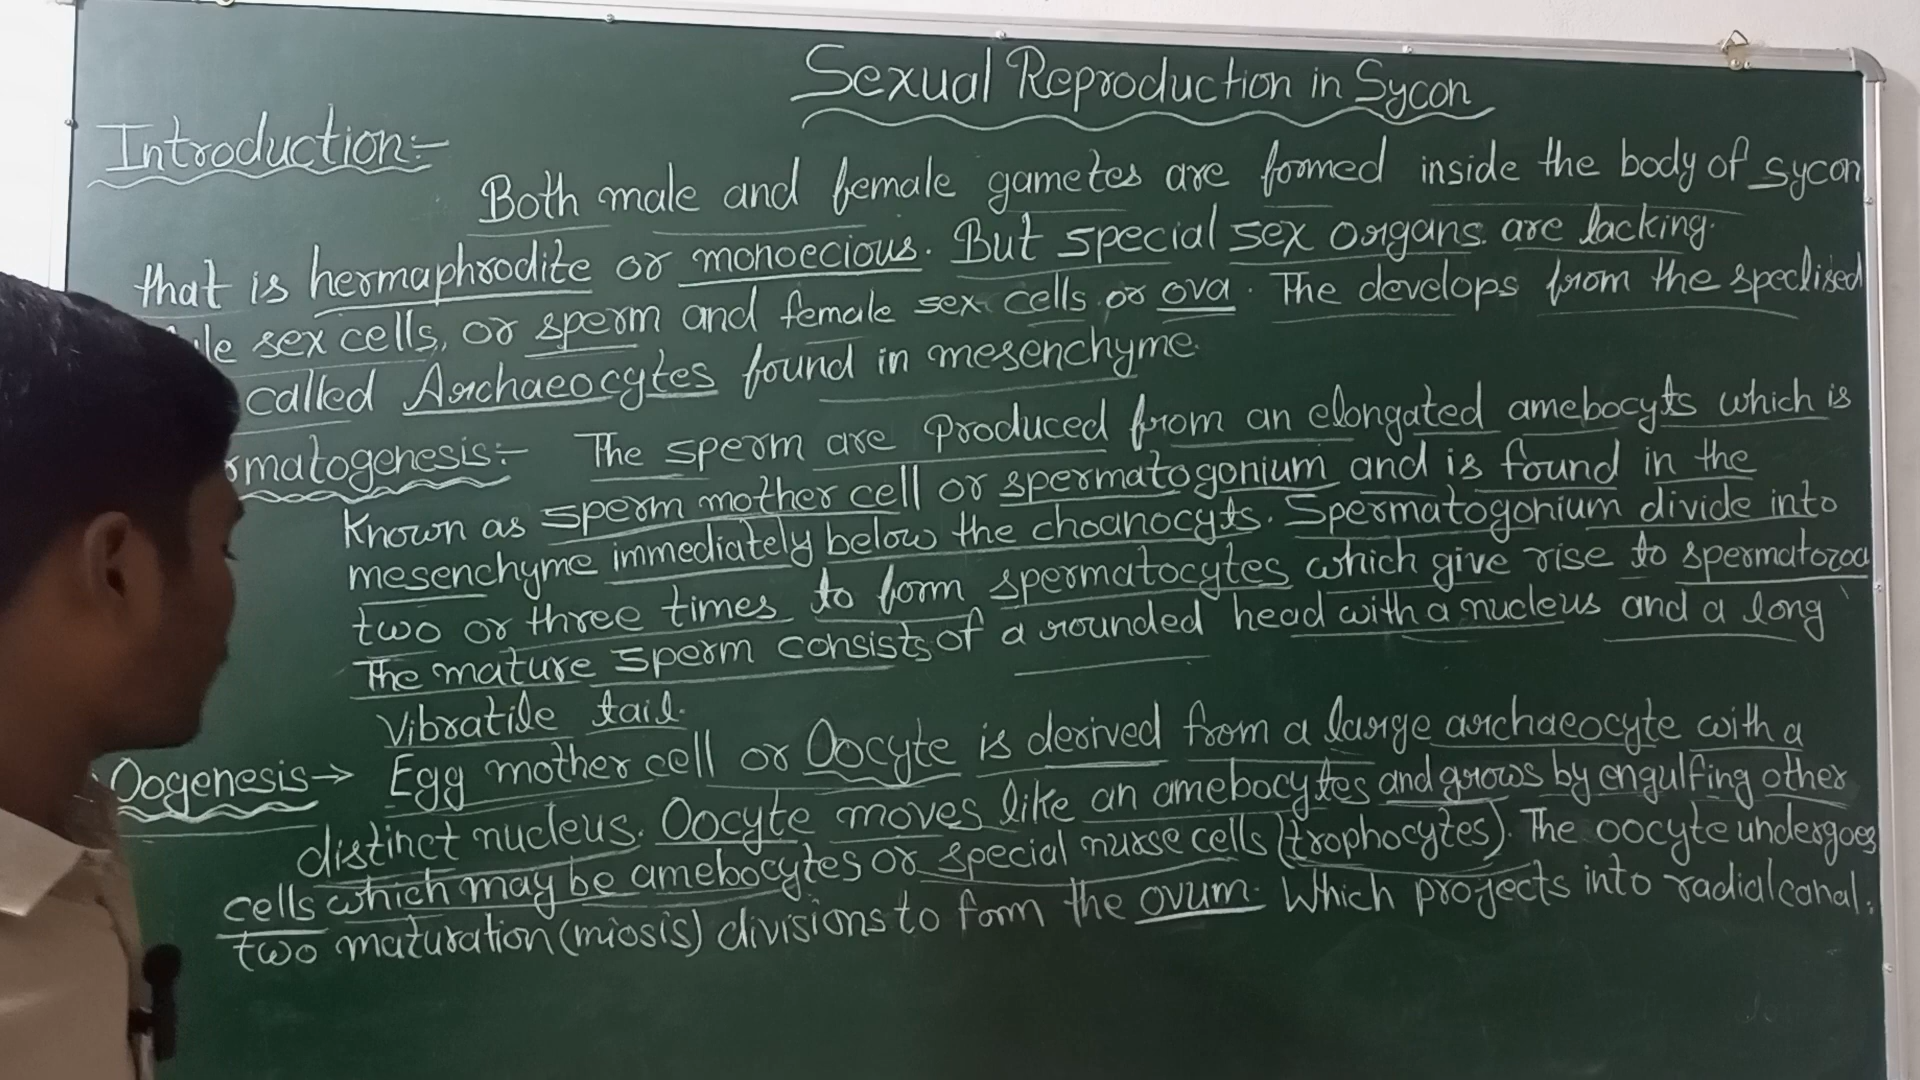 Sexual Reproduction in Sycon
Introduction:-
Both male and female gametes are formed inside the body of sycon
that is hermaphrodite or monoecious. But special sex organs are lacking.
le sex cells, or sperm and female sex cells or ova. The develops from the speclised
called Archaeocytes found in mesenchyme.
rmatogenesis:- The sperm are produced from an elongated amebocyts which is
Known as sperm mother cell or spermatogonium and is found in the
mesenchyme immediately below the choanocyts. Spermatogonium divide into
two or three times to form spermatocytes which give rise to spermatozoa
The mature sperm consists of a rounded head with a nucleus and a long
Vibratile tail.
Oogenesis→ Egg mother cell or Oocyte is derived from a large archaeocyte with a
distinct nucleus. Oocyte moves like an amebocytes and grows by engulfing other
cells which may be amebocytes or special nurse cells (trophocytes). The oocyte undergoes
two maturation (miosis) divisions to form the ovum. Which projects into radial canal.